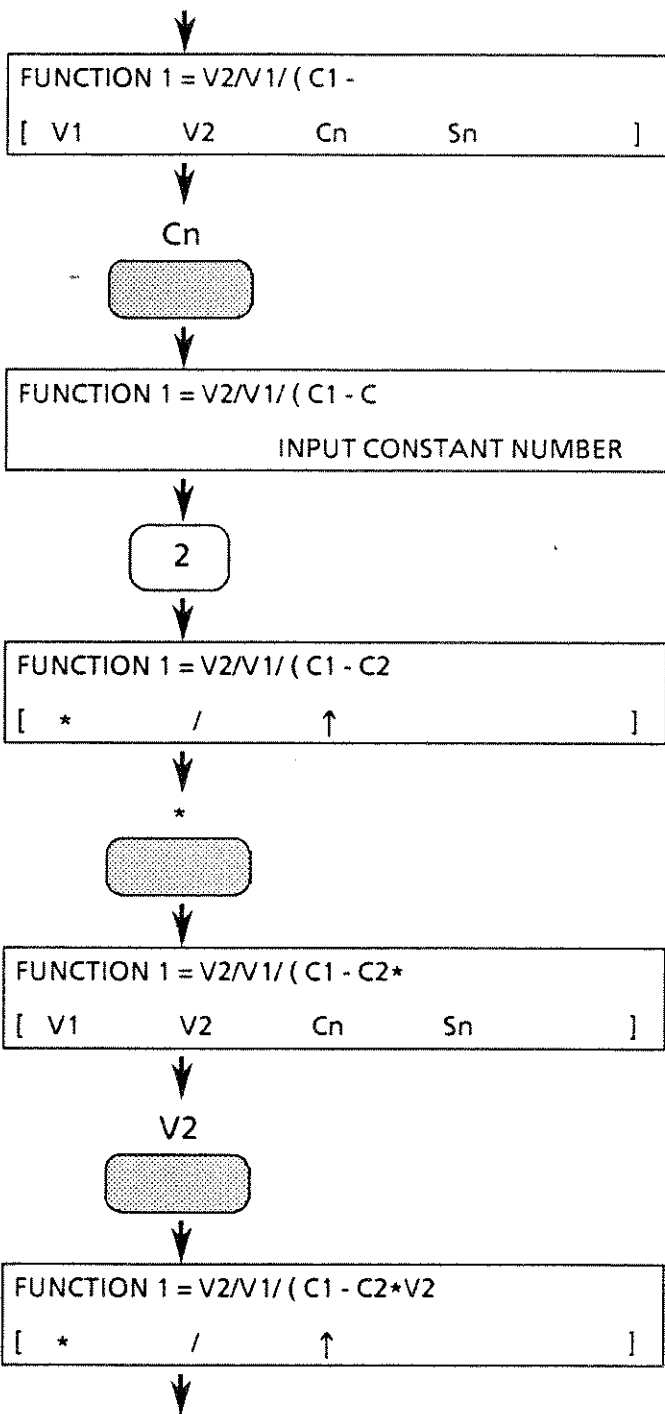 FUNCTION 1 = V2/V1/ ( C1 -
[ V1 V2 Cn Sn ]
Cn
FUNCTION 1 = V2/V1/ ( C1 - C
INPUT CONSTANT NUMBER
2
FUNCTION 1 = V2/V1/ ( C1 - C2
[ * / ↑ ]
*
FUNCTION 1 = V2/V1/ ( C1 - C2*
[ V1 V2 Cn Sn ]
V2
FUNCTION 1 = V2/V1/ ( C1 - C2*V2
[ * / ↑ ]